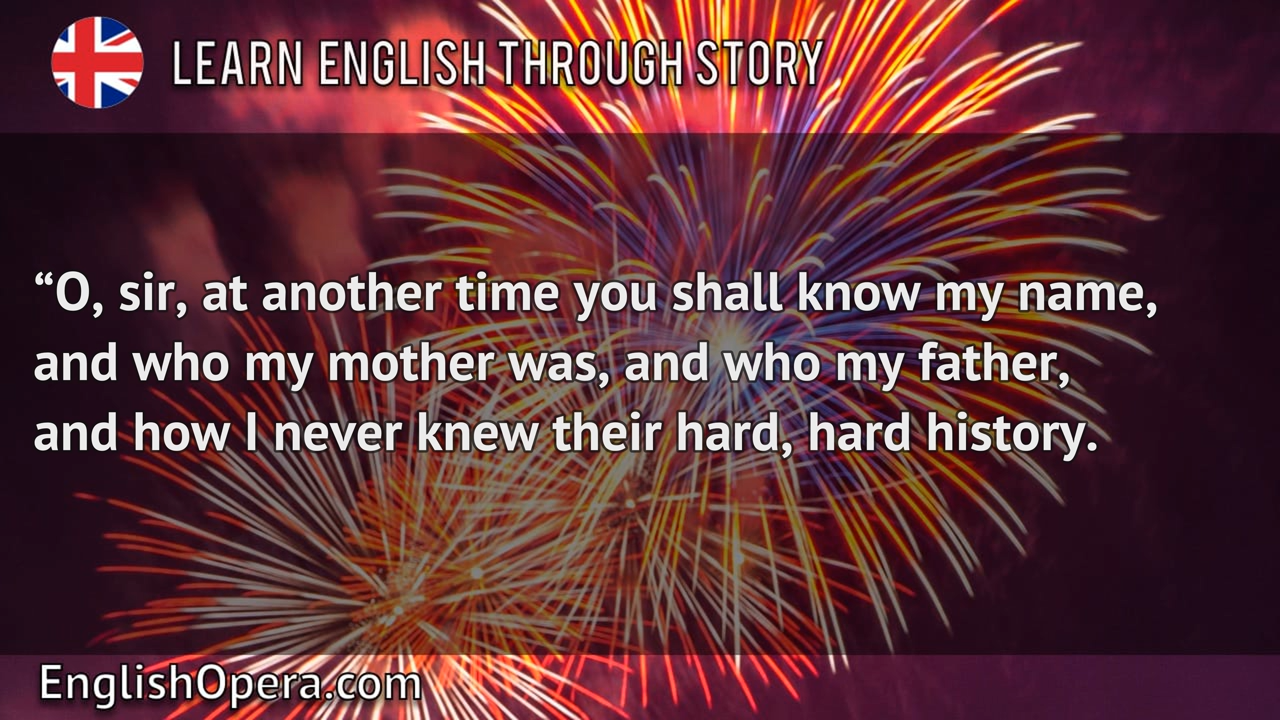 LEARN ENGLISH THROUGH STORY
“O, sir, at another time you shall know my name,
and who my mother was, and who my father,
and how I never knew their hard, hard history.
EnglishOpera.com